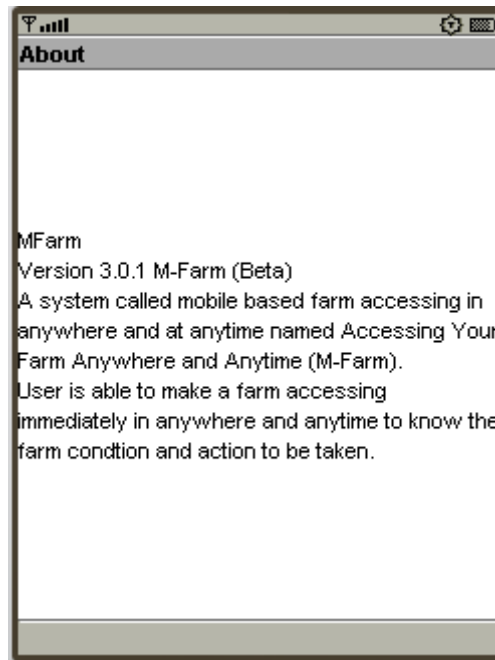 About
MFarm
Version 3.0.1 M-Farm (Beta)
A system called mobile based farm accessing in
anywhere and at anytime named Accessing Your
Farm Anywhere and Anytime (M-Farm).
User is able to make a farm accessing
immediately in anywhere and anytime to know the
farm condtion and action to be taken.